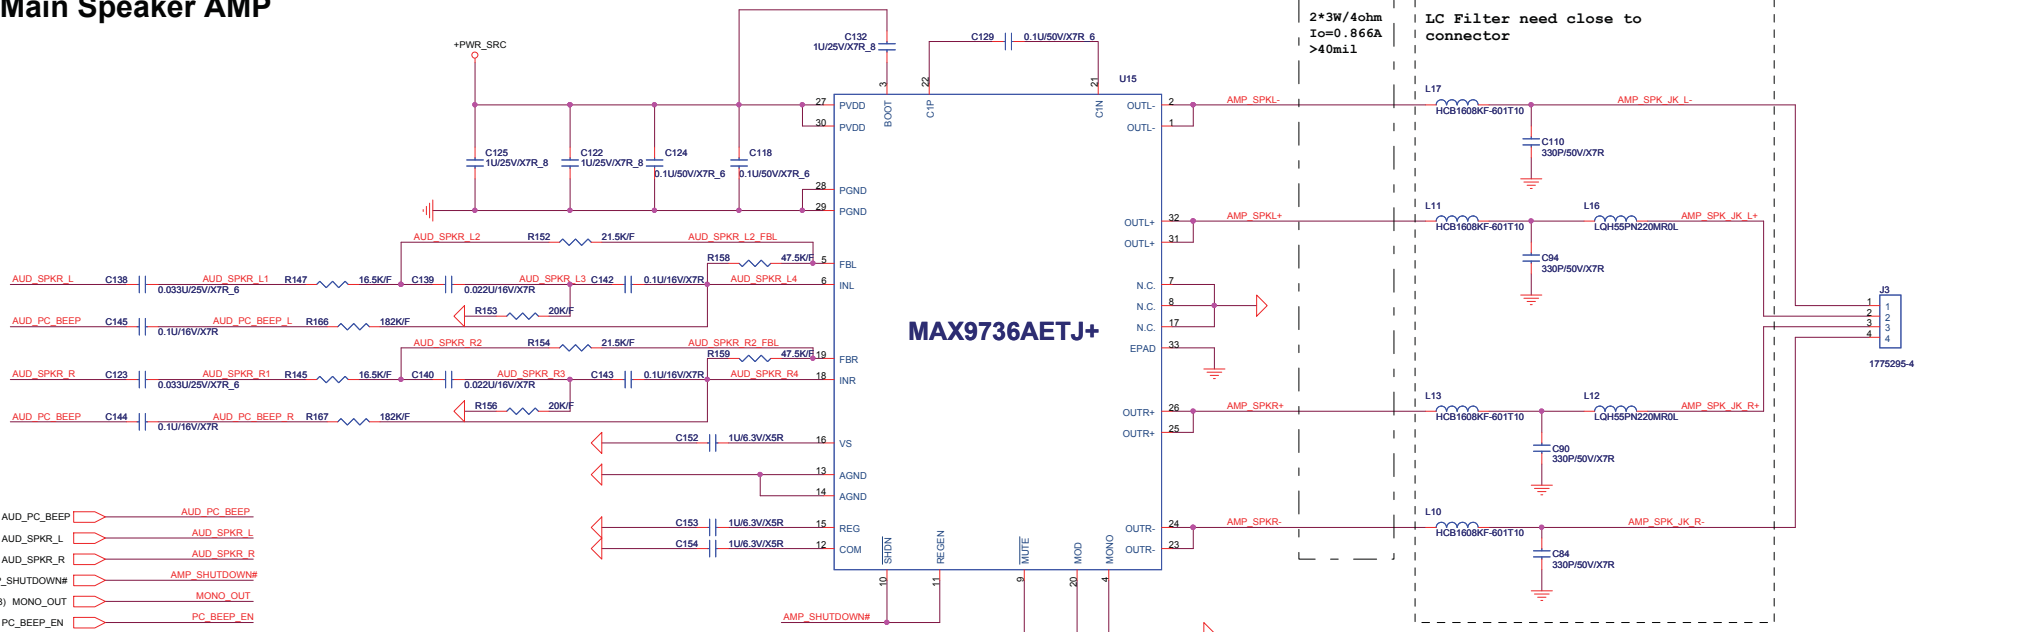 Main Speaker AMP
+PWR_SRC
C132
1U/25V/X7R_8
C129
0.1U/50V/X7R_6
2*3W/4ohm
Io=0.866A
>40mil
LC Filter need close to
connector
U15
3
22
21
BOOT
C1P
C1N
27 PVDD
30 PVDD
C125
1U/25V/X7R_8
C122
1U/25V/X7R_8
C124
0.1U/50V/X7R_6
C118
0.1U/50V/X7R_6
28 PGND
29 PGND
OUTL- 2
OUTL- 1
AMP_SPKL-
L17
HCB1608KF-601T10
AMP_SPK_JK_L-
C110
330P/50V/X7R
OUTL+ 32
OUTL+ 31
AMP_SPKL+
L11
HCB1608KF-601T10
L16
LQH55PN220MR0L
AMP_SPK_JK_L+
C94
330P/50V/X7R
AUD_SPKR_L2
R152
21.5K/F
AUD_SPKR_L2_FBL
R158
47.5K/F
5 FBL
AUD_SPKR_L
C138
0.033U/25V/X7R_6
AUD_SPKR_L1
R147
16.5K/F
C139
0.022U/16V/X7R
AUD_SPKR_L3
C142
0.1U/16V/X7R
AUD_SPKR_L4
6 INL
R153
20K/F
AUD_PC_BEEP
C145
0.1U/16V/X7R
AUD_PC_BEEP_L
R166
182K/F
N.C. 7
N.C. 8
N.C. 17
EPAD 33
MAX9736AETJ+
J3
1 1
2 2
3 3
4 4
1775295-4
AUD_SPKR_R2
R154
21.5K/F
AUD_SPKR_R2_FBL
R159
47.5K/F
19 FBR
AUD_SPKR_R
C123
0.033U/25V/X7R_6
AUD_SPKR_R1
R145
16.5K/F
C140
0.022U/16V/X7R
AUD_SPKR_R3
C143
0.1U/16V/X7R
AUD_SPKR_R4
18 INR
R156
20K/F
AUD_PC_BEEP
C144
0.1U/16V/X7R
AUD_PC_BEEP_R
R167
182K/F
OUTR+ 26
OUTR+ 25
AMP_SPKR+
L13
HCB1608KF-601T10
L12
LQH55PN220MR0L
AMP_SPK_JK_R+
C90
330P/50V/X7R
C152
1U/6.3V/X5R
16 VS
13 AGND
14 AGND
C153
1U/6.3V/X5R
15 REG
C154
1U/6.3V/X5R
12 COM
OUTR- 24
OUTR- 23
AMP_SPKR-
L10
HCB1608KF-601T10
AMP_SPK_JK_R-
C84
330P/50V/X7R
SHDN
REGEN
MUTE
MOD
MONO
10
11
9
20
4
AMP_SHUTDOWN#
AUD_PC_BEEP AUD_PC_BEEP
AUD_SPKR_L AUD_SPKR_L
AUD_SPKR_R AUD_SPKR_R
P_SHUTDOWN# AMP_SHUTDOWN#
3) MONO_OUT MONO_OUT
PC_BEEP_EN PC_BEEP_EN